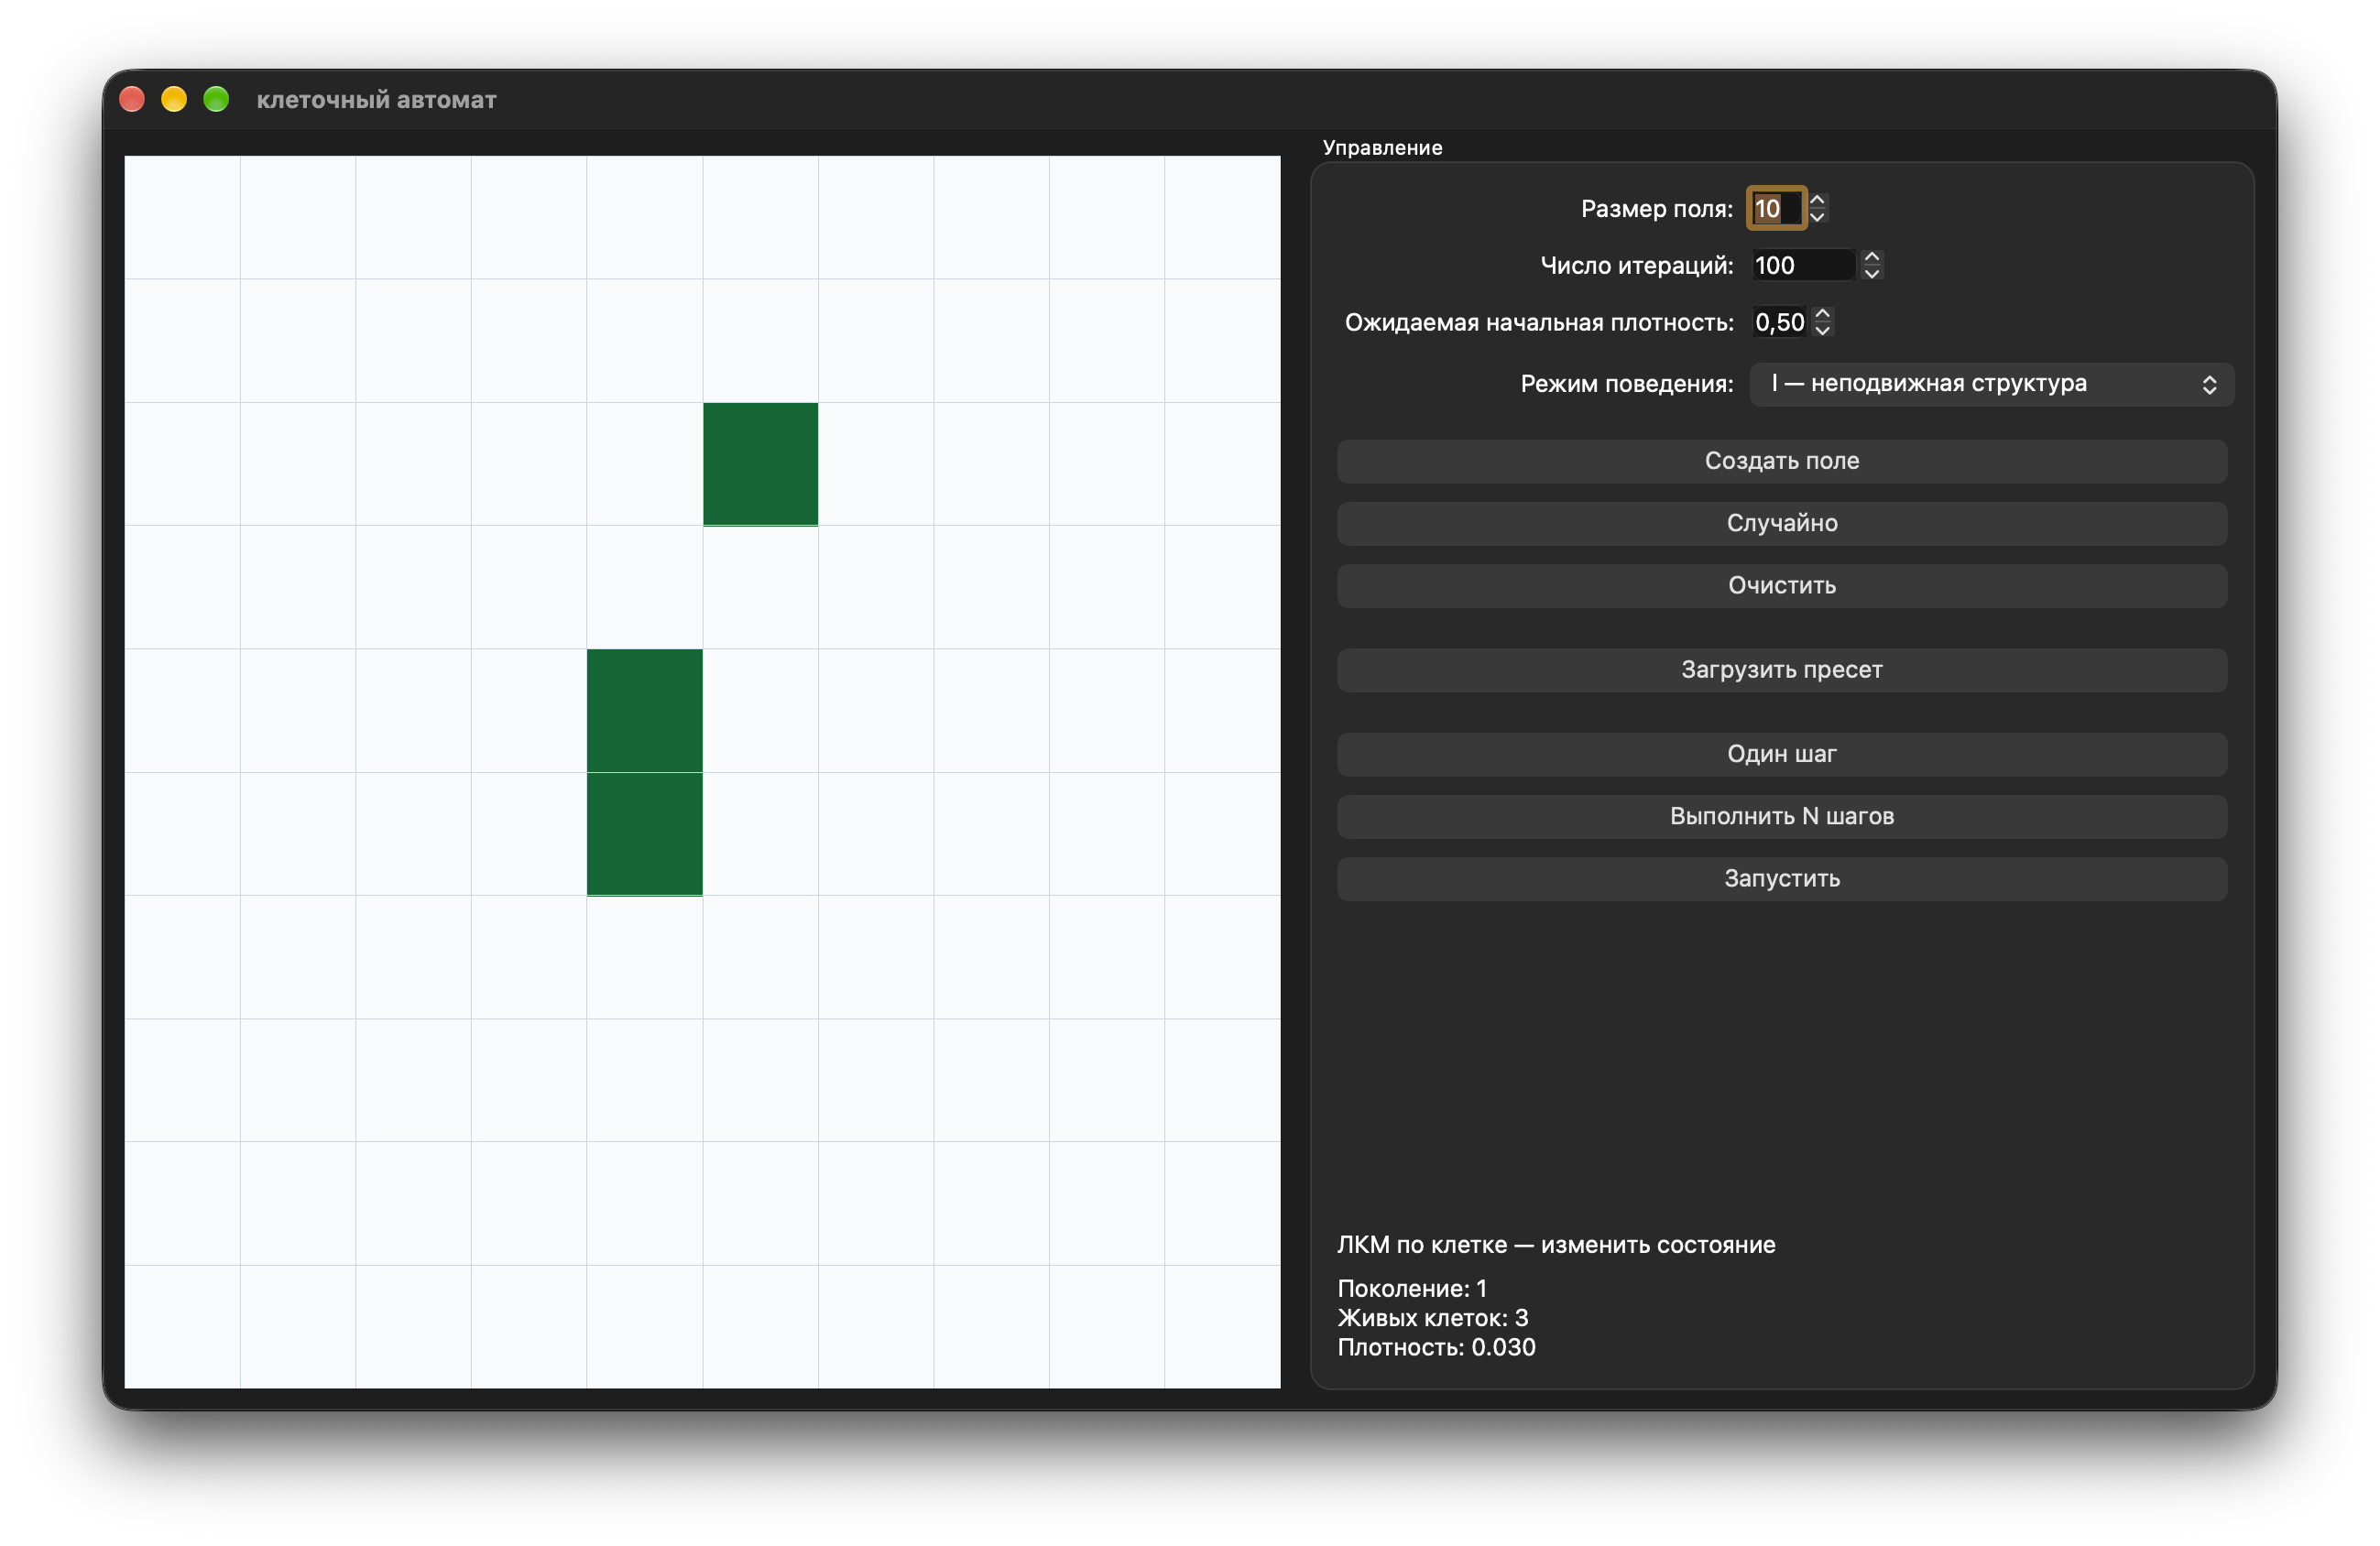 клеточный автомат
Управление
Размер поля: 10
Число итераций: 100
Ожидаемая начальная плотность: 0,50
Режим поведения: I — неподвижная структура
Создать поле
Случайно
Очистить
Загрузить пресет
Один шаг
Выполнить N шагов
Запустить
ЛКМ по клетке — изменить состояние
Поколение: 1
Живых клеток: 3
Плотность: 0.030